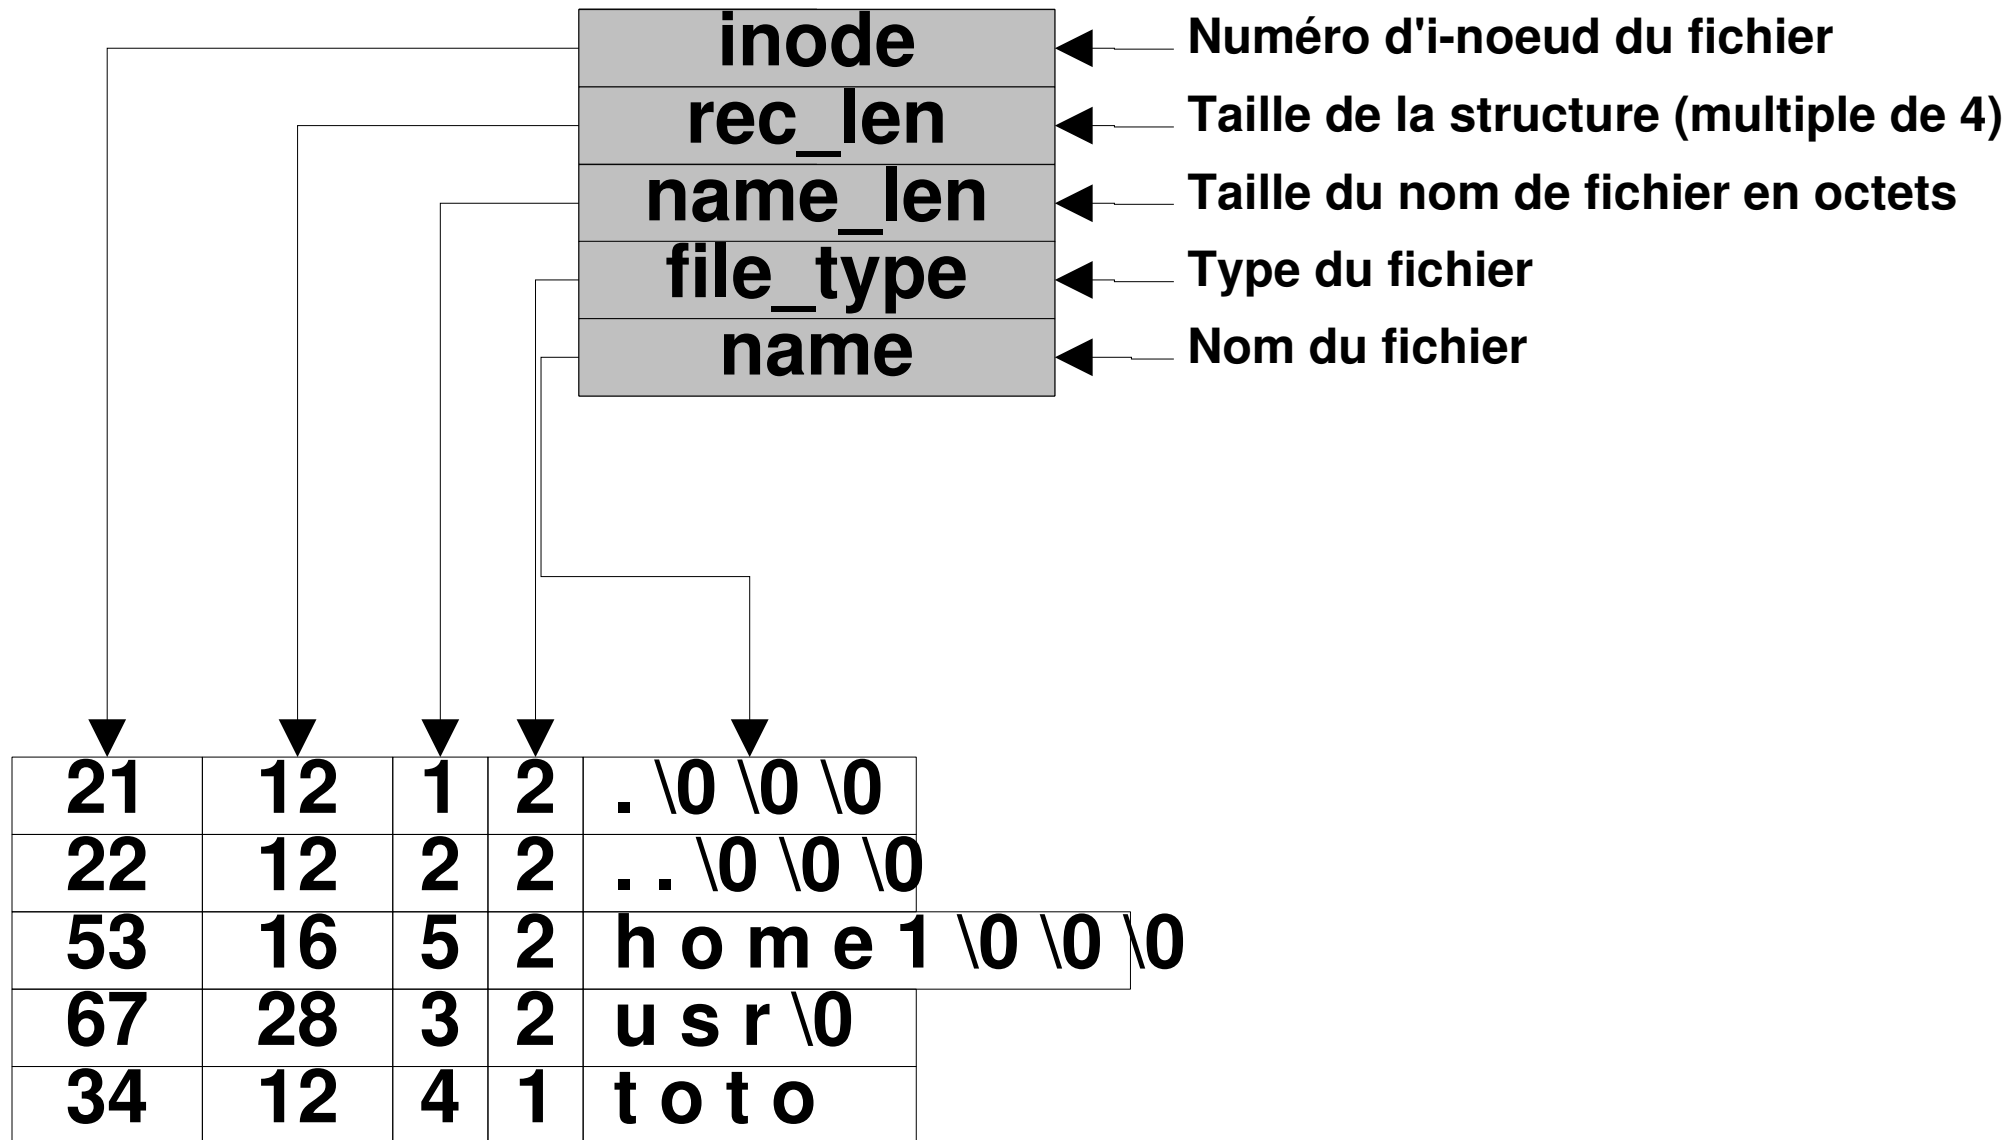 inode Numéro d'i-noeud du fichier
rec_len Taille de la structure (multiple de 4)
name_len Taille du nom de fichier en octets
file_type Type du fichier
name Nom du fichier
21 12 1 2 . \0 \0 \0
22 12 2 2 . . \0 \0 \0
53 16 5 2 h o m e 1 \0 \0 \0
67 28 3 2 u s r \0
34 12 4 1 t o t o